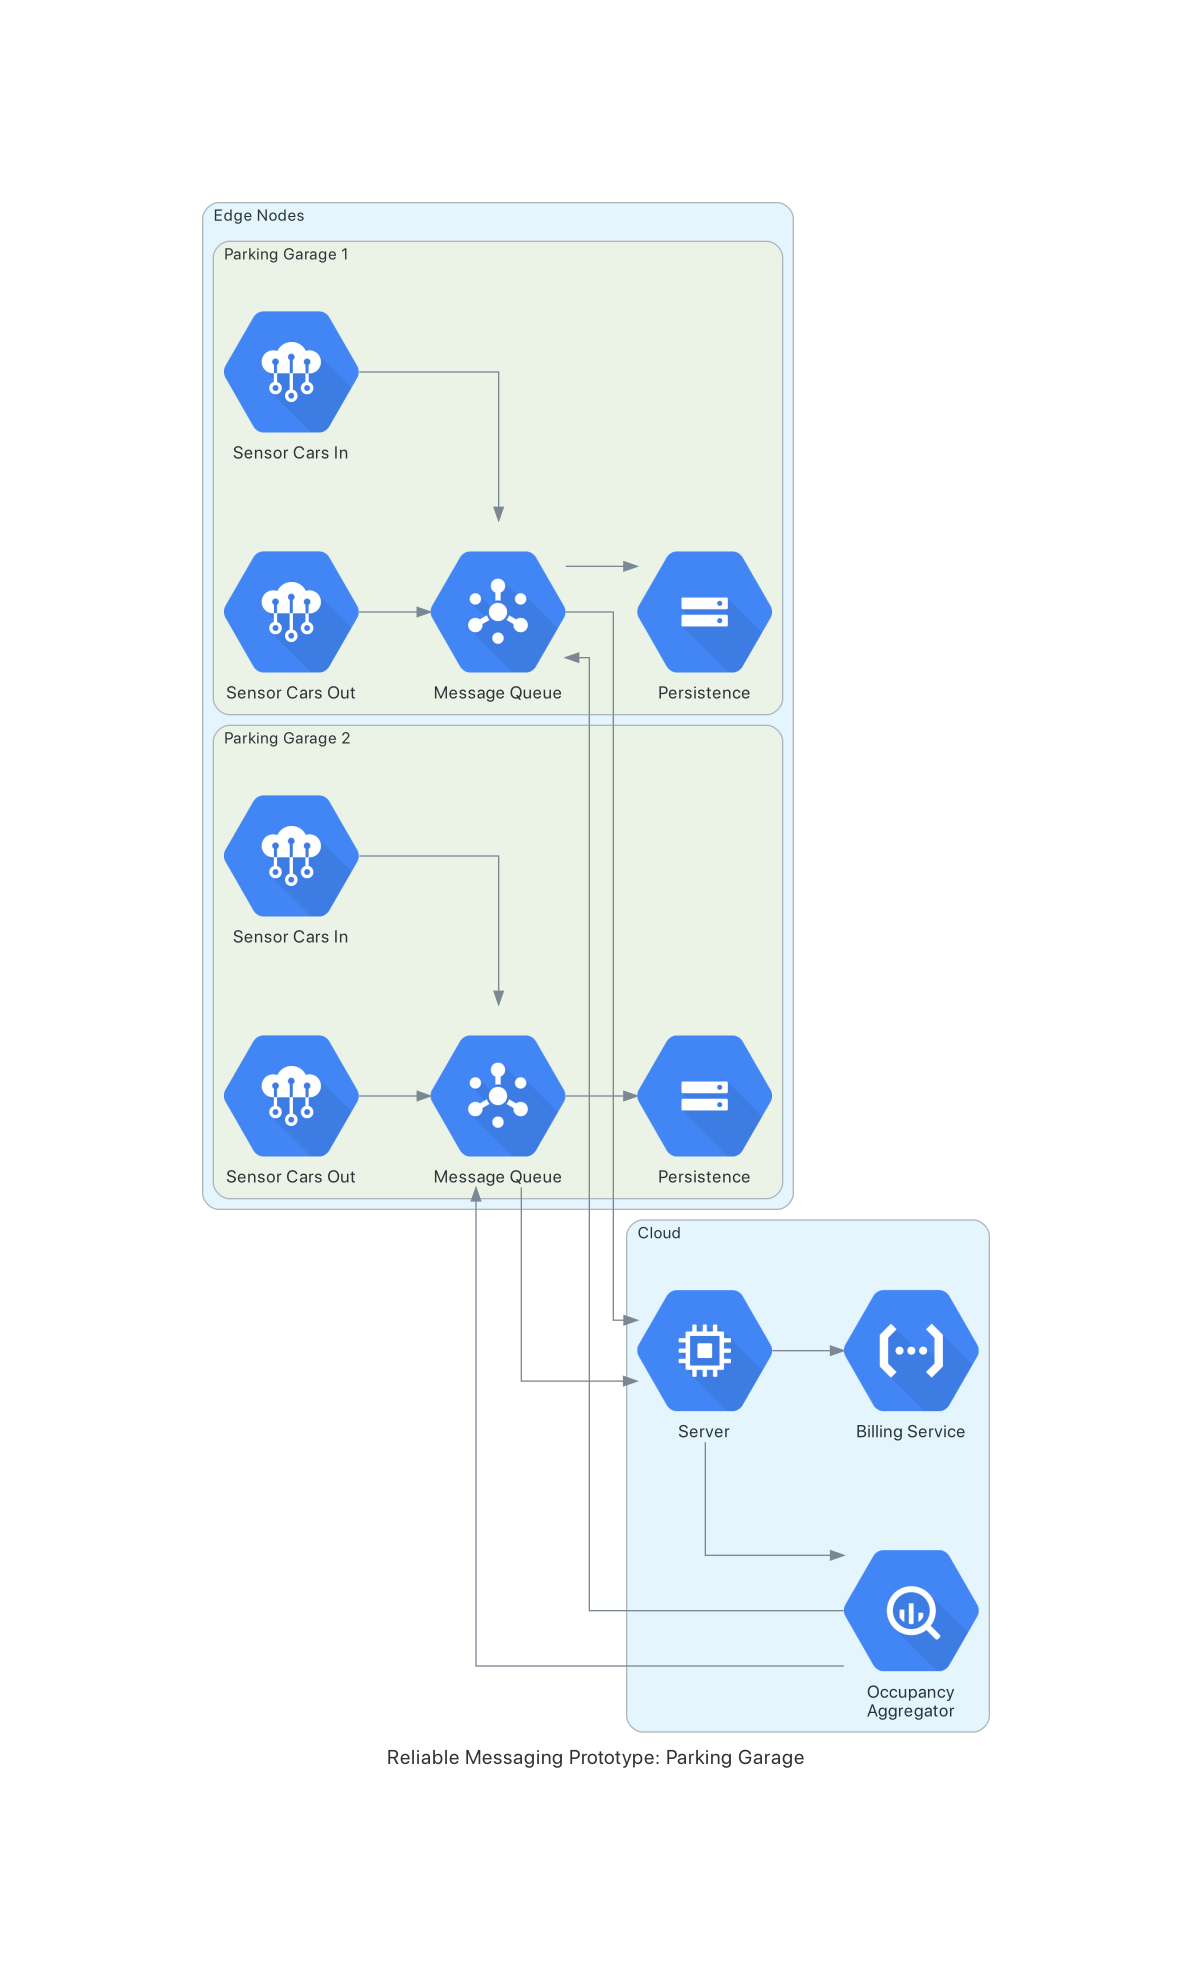 Edge Nodes
Parking Garage 1
Sensor Cars In
Sensor Cars Out
Message Queue
Persistence
Parking Garage 2
Sensor Cars In
Sensor Cars Out
Message Queue
Persistence
Cloud
Server
Billing Service
Occupancy
Aggregator
Reliable Messaging Prototype: Parking Garage